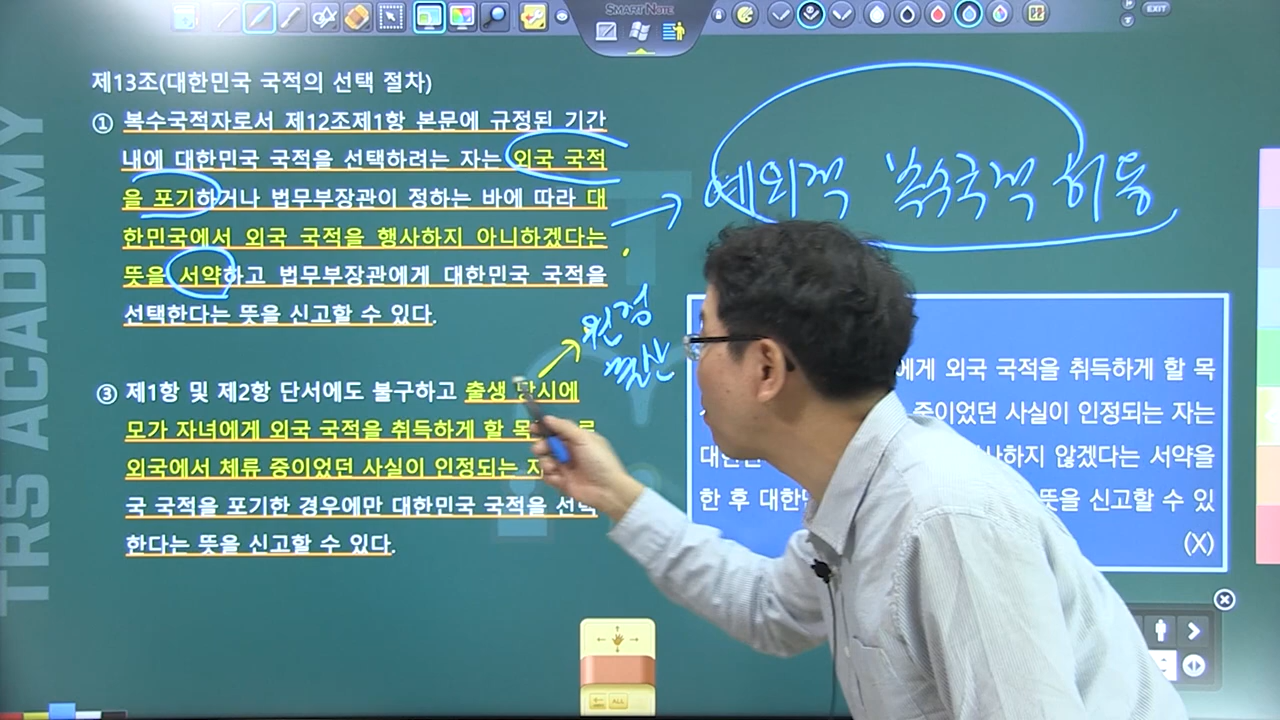 SMART NOTE
EXIT
TRS ACADEMY
제13조(대한민국 국적의 선택 절차)
① 복수국적자로서 제12조제1항 본문에 규정된 기간
내에 대한민국 국적을 선택하려는 자는 외국 국적
을 포기하거나 법무부장관이 정하는 바에 따라 대
한민국에서 외국 국적을 행사하지 아니하겠다는
뜻을 서약하고 법무부장관에게 대한민국 국적을
선택한다는 뜻을 신고할 수 있다.
예외적 복수국적 허용
원정
출산
③ 제1항 및 제2항 단서에도 불구하고 출생 당시에
모가 자녀에게 외국 국적을 취득하게 할 목
외국에서 체류 중이었던 사실이 인정되는
국 국적을 포기한 경우에만 대한민국 국적을 선택
한다는 뜻을 신고할 수 있다.
에게 외국 국적을 취득하게 할 목
중이었던 사실이 인정되는 자는
대한 사하지 않겠다는 서약을
한 후 대한 뜻을 신고할 수 있
(X)
ALL